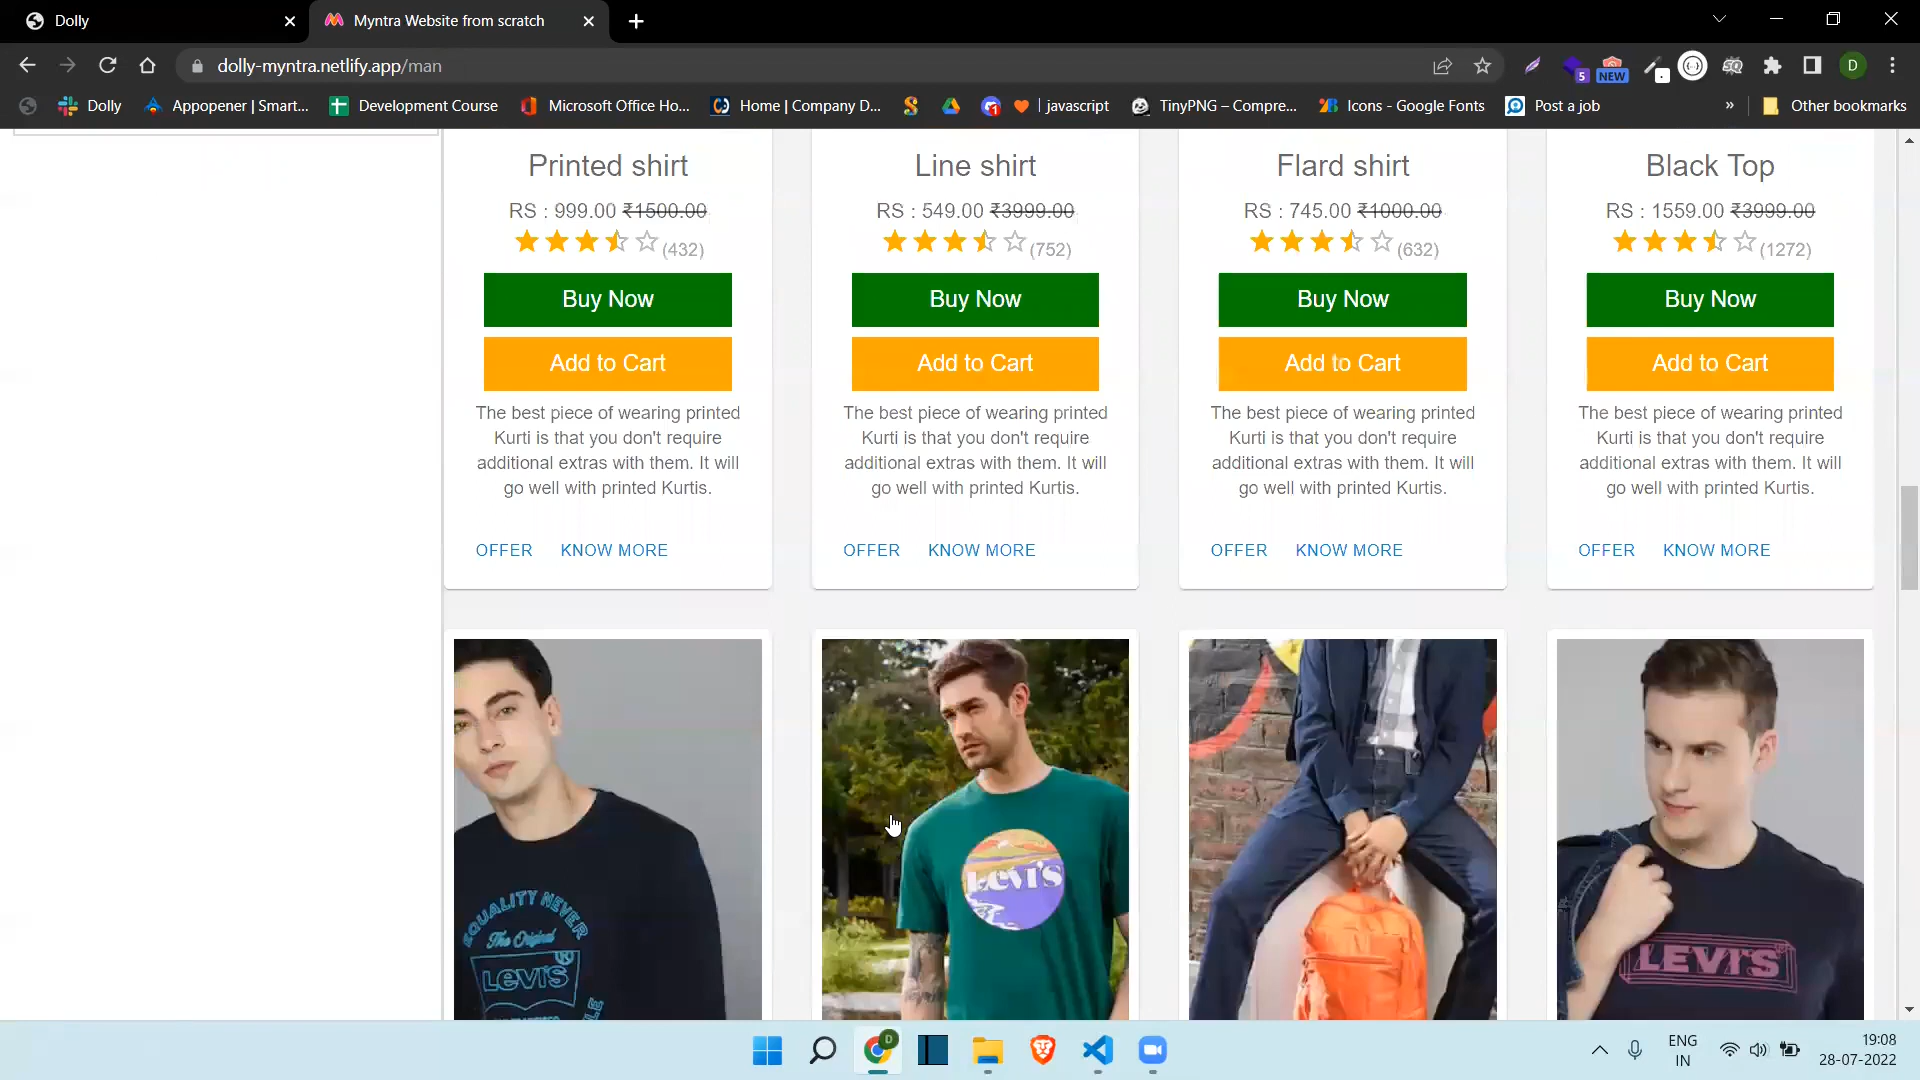 Dolly
Myntra Website from scratch
dolly-myntra.netlify.app/man
5
NEW
D
Dolly
Appopener | Smart...
Development Course
Microsoft Office Ho...
Home | Company D...
1
| javascript
TinyPNG – Compre...
Icons - Google Fonts
Post a job
»
Other bookmarks
Printed shirt
Line shirt
Flard shirt
Black Top
RS : 999.00 ₹1500.00
RS : 549.00 ₹3999.00
RS : 745.00 ₹1000.00
RS : 1559.00 ₹3999.00
(432)
(752)
(632)
(1272)
Buy Now
Buy Now
Buy Now
Buy Now
Add to Cart
Add to Cart
Add to Cart
Add to Cart
The best piece of wearing printed
Kurti is that you don't require
additional extras with them. It will
go well with printed Kurtis.
The best piece of wearing printed
Kurti is that you don't require
additional extras with them. It will
go well with printed Kurtis.
The best piece of wearing printed
Kurti is that you don't require
additional extras with them. It will
go well with printed Kurtis.
The best piece of wearing printed
Kurti is that you don't require
additional extras with them. It will
go well with printed Kurtis.
OFFER KNOW MORE
OFFER KNOW MORE
OFFER KNOW MORE
OFFER KNOW MORE
EQUALITY NEVER
The Original
LEVI'S
LEVI'S
LEVI'S
D
ENG
IN
19:08
28-07-2022